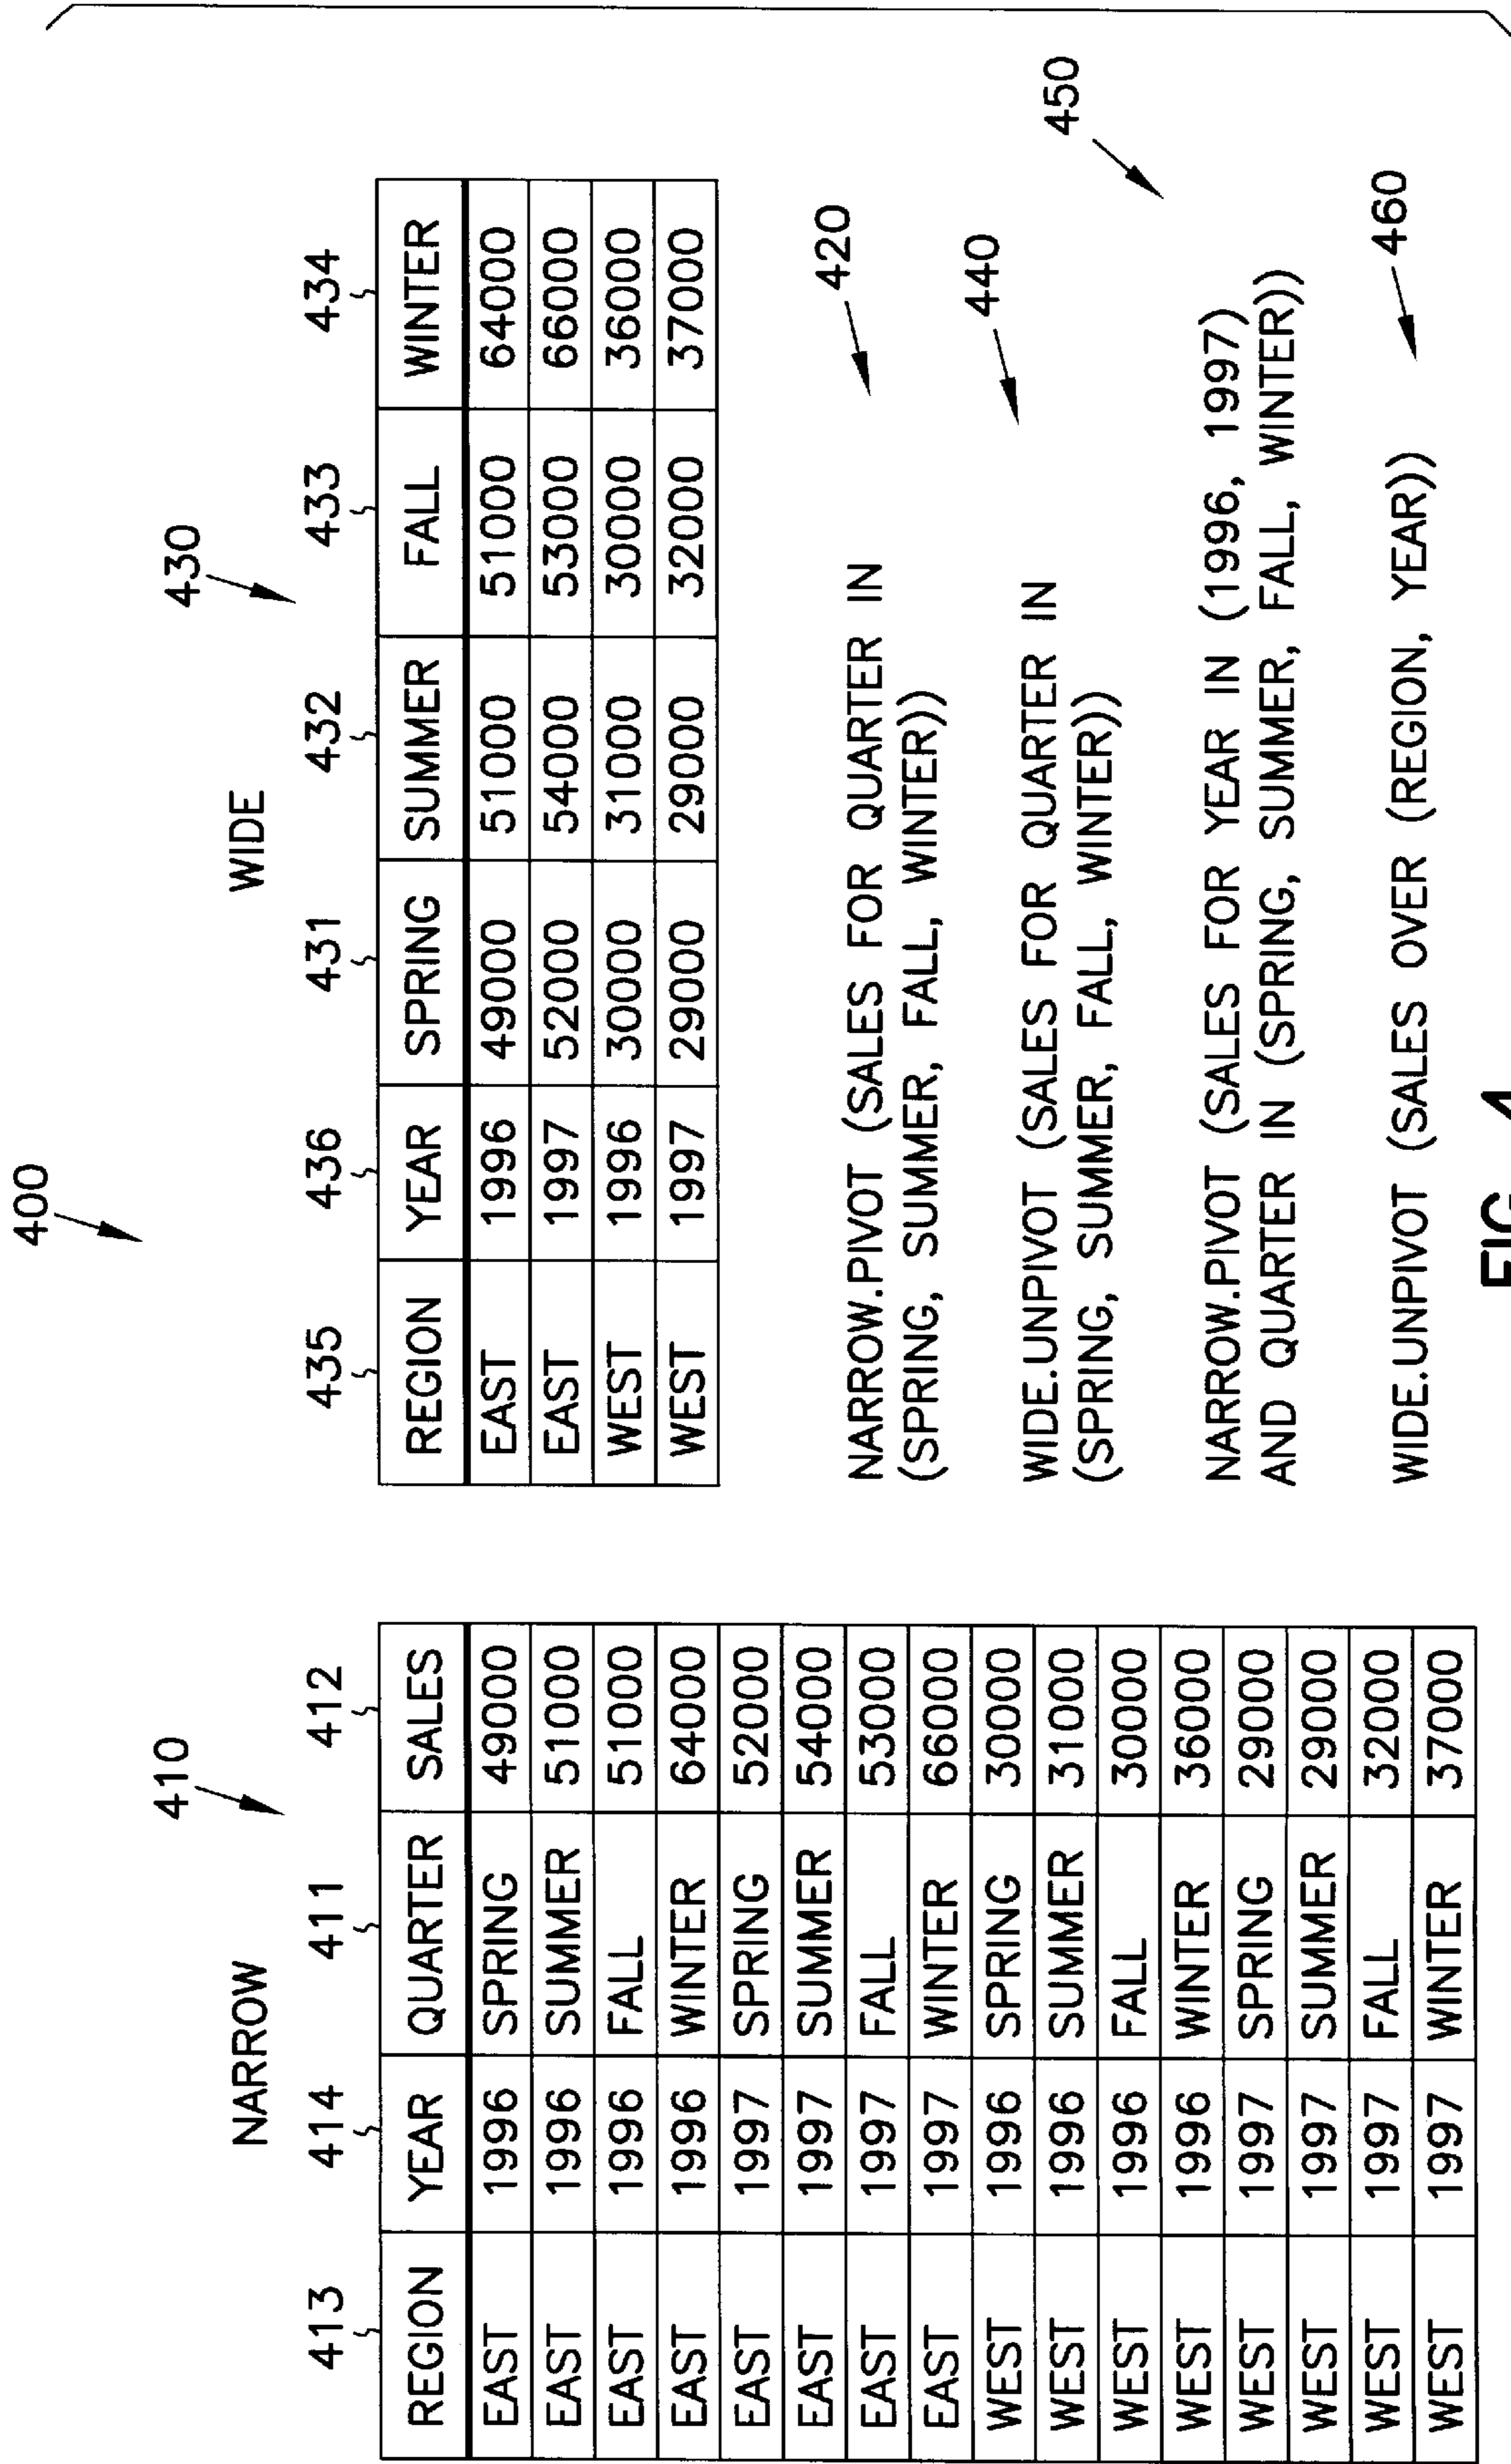 400
NARROW
410
413 414 411 412
REGION YEAR QUARTER SALES
EAST 1996 SPRING 49000
EAST 1996 SUMMER 51000
EAST 1996 FALL 51000
EAST 1996 WINTER 64000
EAST 1997 SPRING 52000
EAST 1997 SUMMER 54000
EAST 1997 FALL 53000
EAST 1997 WINTER 66000
WEST 1996 SPRING 30000
WEST 1996 SUMMER 31000
WEST 1996 FALL 30000
WEST 1996 WINTER 36000
WEST 1997 SPRING 29000
WEST 1997 SUMMER 29000
WEST 1997 FALL 32000
WEST 1997 WINTER 37000
WIDE
430
435 436 431 432 433 434
REGION YEAR SPRING SUMMER FALL WINTER
EAST 1996 49000 51000 51000 64000
EAST 1997 52000 54000 53000 66000
WEST 1996 30000 31000 30000 36000
WEST 1997 29000 29000 32000 37000
420
NARROW.PIVOT (SALES FOR QUARTER IN
(SPRING, SUMMER, FALL, WINTER))
440
WIDE.UNPIVOT (SALES FOR QUARTER IN
(SPRING, SUMMER, FALL, WINTER))
450
NARROW.PIVOT (SALES FOR YEAR IN (1996, 1997)
AND QUARTER IN (SPRING, SUMMER, FALL, WINTER))
460
WIDE.UNPIVOT (SALES OVER (REGION, YEAR))
FIG. 4